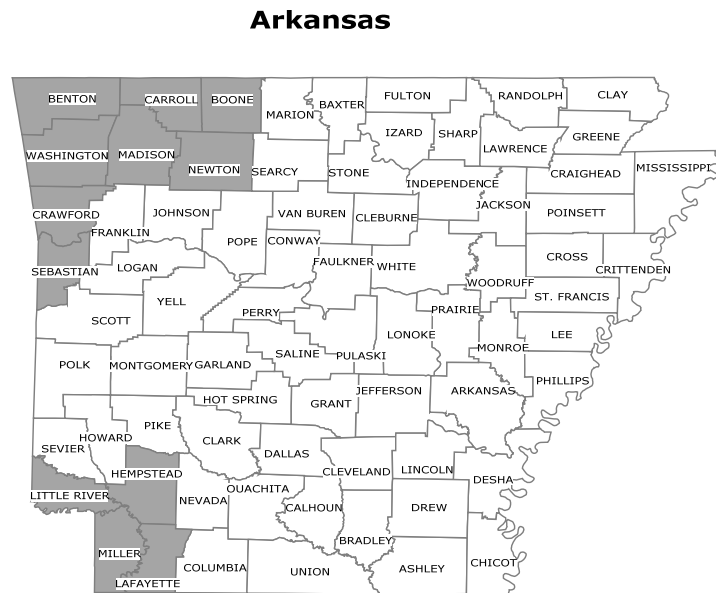 Arkansas
BENTON
CARROLL
BOONE
MARION
BAXTER
FULTON
RANDOLPH
CLAY
IZARD
SHARP
LAWRENCE
GREENE
WASHINGTON
MADISON
NEWTON
SEARCY
STONE
INDEPENDENCE
CRAIGHEAD
MISSISSIPPI
CRAWFORD
FRANKLIN
JOHNSON
POPE
VAN BUREN
CLEBURNE
JACKSON
POINSETT
CONWAY
FAULKNER
WHITE
CROSS
CRITTENDEN
SEBASTIAN
LOGAN
YELL
WOODRUFF
ST. FRANCIS
SCOTT
PERRY
PRAIRIE
LONOKE
MONROE
LEE
POLK
MONTGOMERY
GARLAND
SALINE
PULASKI
PHILLIPS
HOT SPRING
GRANT
JEFFERSON
ARKANSAS
SEVIER
HOWARD
PIKE
CLARK
DALLAS
CLEVELAND
LINCOLN
DESHA
LITTLE RIVER
HEMPSTEAD
NEVADA
OUACHITA
CALHOUN
BRADLEY
DREW
MILLER
LAFAYETTE
COLUMBIA
UNION
ASHLEY
CHICOT